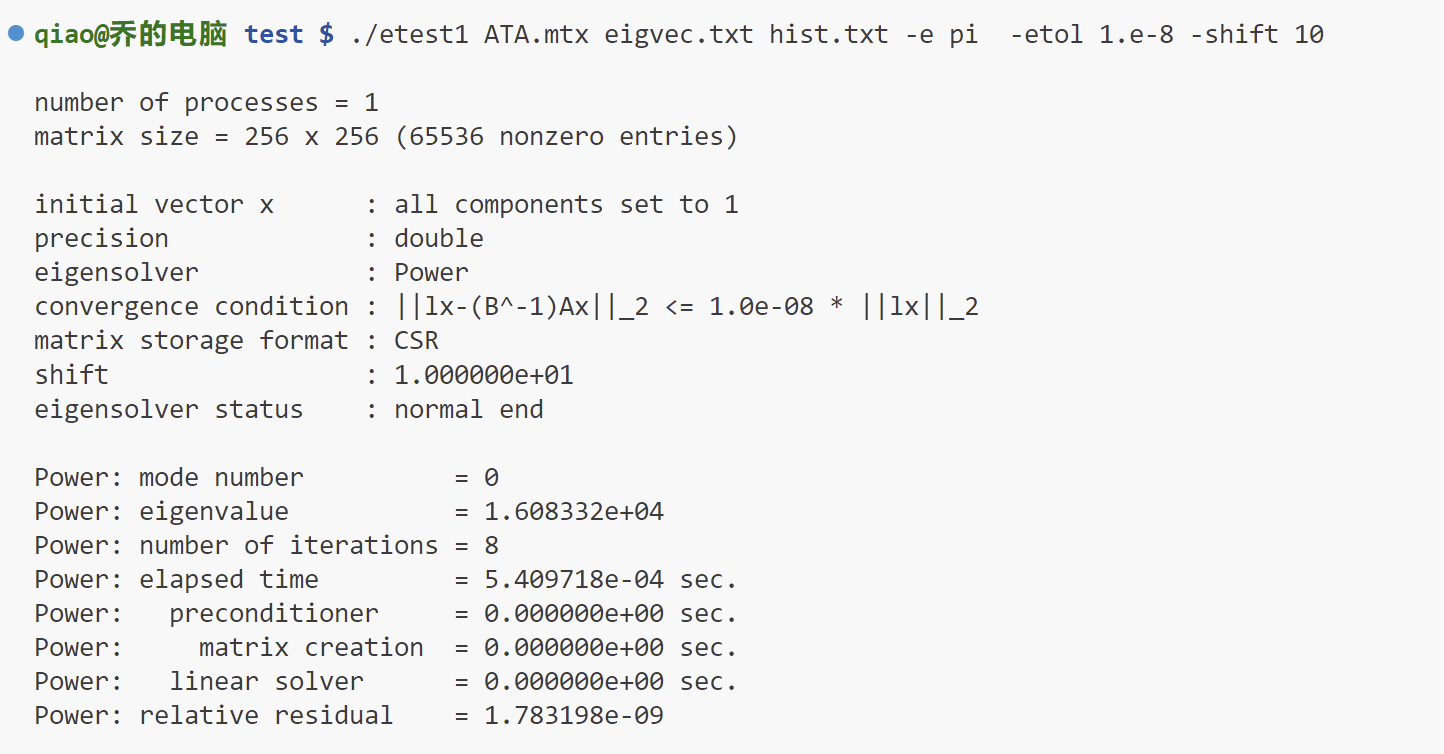 qiao@乔的电脑 test $ ./etest1 ATA.mtx eigvec.txt hist.txt -e pi  -etol 1.e-8 -shift 10
number of processes = 1
matrix size = 256 x 256 (65536 nonzero entries)
initial vector x      : all components set to 1
precision             : double
eigensolver           : Power
convergence condition : ||lx-(B^-1)Ax||_2 <= 1.0e-08 * ||lx||_2
matrix storage format : CSR
shift                 : 1.000000e+01
eigensolver status    : normal end
Power: mode number          = 0
Power: eigenvalue           = 1.608332e+04
Power: number of iterations = 8
Power: elapsed time         = 5.409718e-04 sec.
Power:   preconditioner     = 0.000000e+00 sec.
Power:     matrix creation  = 0.000000e+00 sec.
Power:   linear solver      = 0.000000e+00 sec.
Power: relative residual    = 1.783198e-09